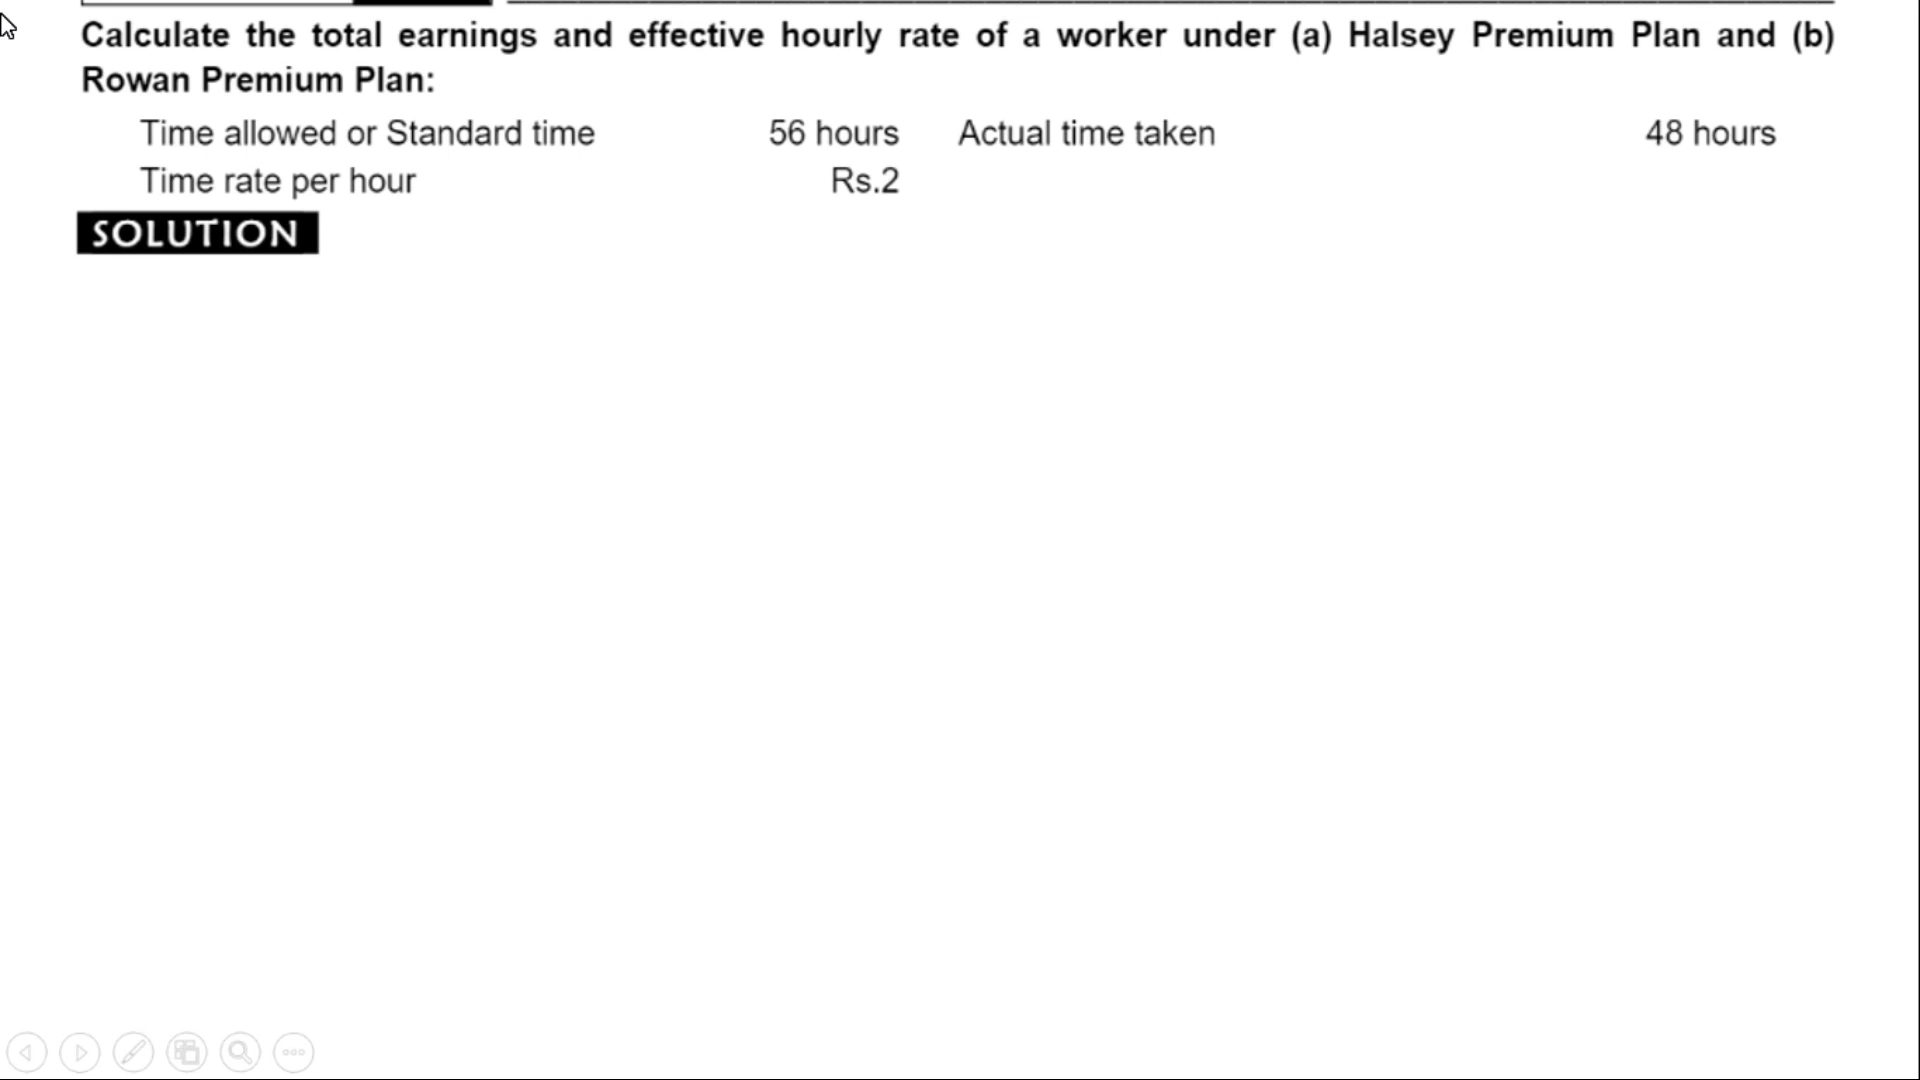 Calculate the total earnings and effective hourly rate of a worker under (a) Halsey Premium Plan and (b)
Rowan Premium Plan:
Time allowed or Standard time 56 hours Actual time taken 48 hours
Time rate per hour Rs.2
SOLUTION